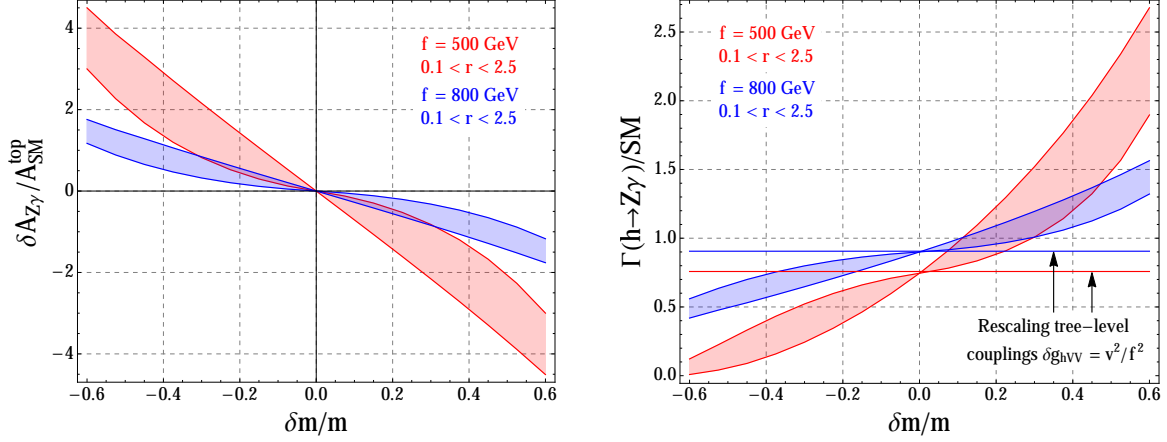 4
2
0
−2
−4
−0.6
−0.4
−0.2
0.0
0.2
0.4
0.6
δm/m
δA_{Zγ}/A_{SM}^{top}
f = 500 GeV
0.1 < r < 2.5
f = 800 GeV
0.1 < r < 2.5
2.5
2.0
1.5
1.0
0.5
0.0
−0.6
−0.4
−0.2
0.0
0.2
0.4
0.6
δm/m
Γ(h→Zγ)/SM
f = 500 GeV
0.1 < r < 2.5
f = 800 GeV
0.1 < r < 2.5
Rescaling tree−level
couplings δg_{hVV} = v²/f²